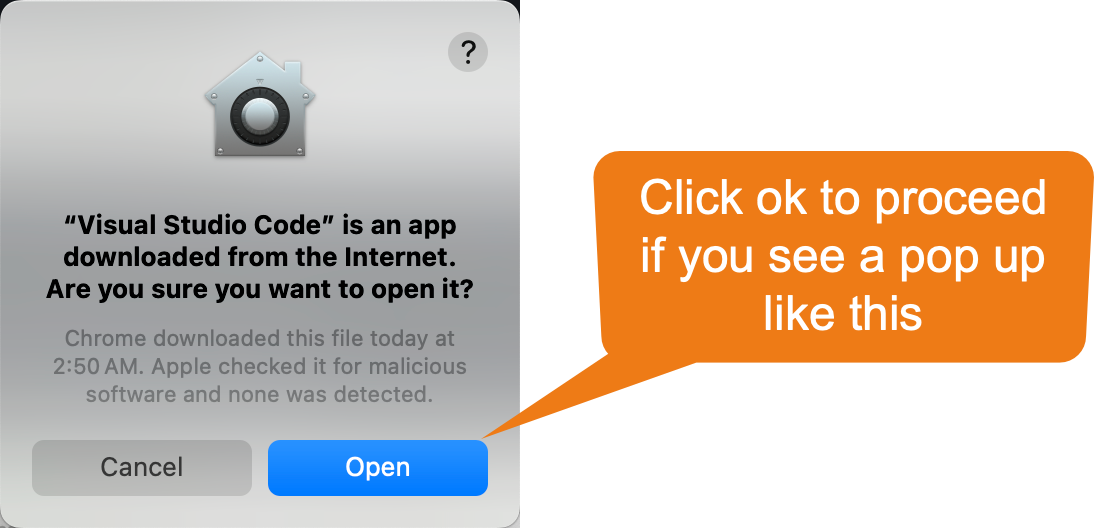 ?
“Visual Studio Code” is an app
downloaded from the Internet.
Are you sure you want to open it?
Chrome downloaded this file today at
2:50 AM. Apple checked it for malicious
software and none was detected.
Cancel
Open
Click ok to proceed
if you see a pop up
like this